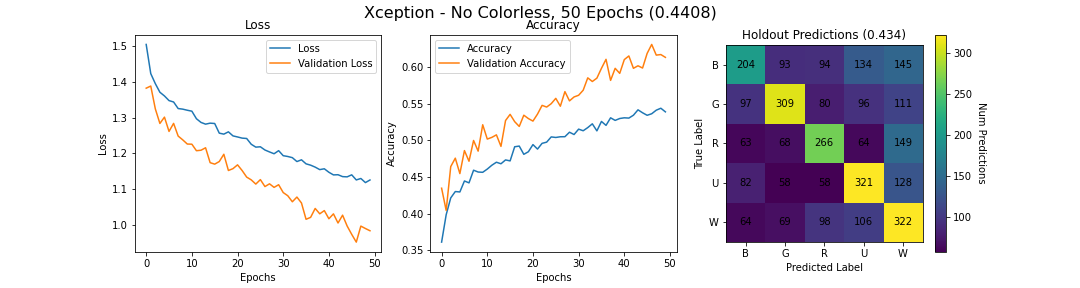 Xception - No Colorless, 50 Epochs (0.4408)
Loss
Loss
Validation Loss
1.5
1.4
1.3
1.2
1.1
1.0
Loss
0 10 20 30 40 50
Epochs
Accuracy
Accuracy
Validation Accuracy
0.60
0.55
0.50
0.45
0.40
0.35
Accuracy
0 10 20 30 40 50
Epochs
Holdout Predictions (0.434)
True Label
B 204 93 94 134 145
G 97 309 80 96 111
R 63 68 266 64 149
U 82 58 58 321 128
W 64 69 98 106 322
B G R U W
Predicted Label
300
250
200
150
100
Num Predictions